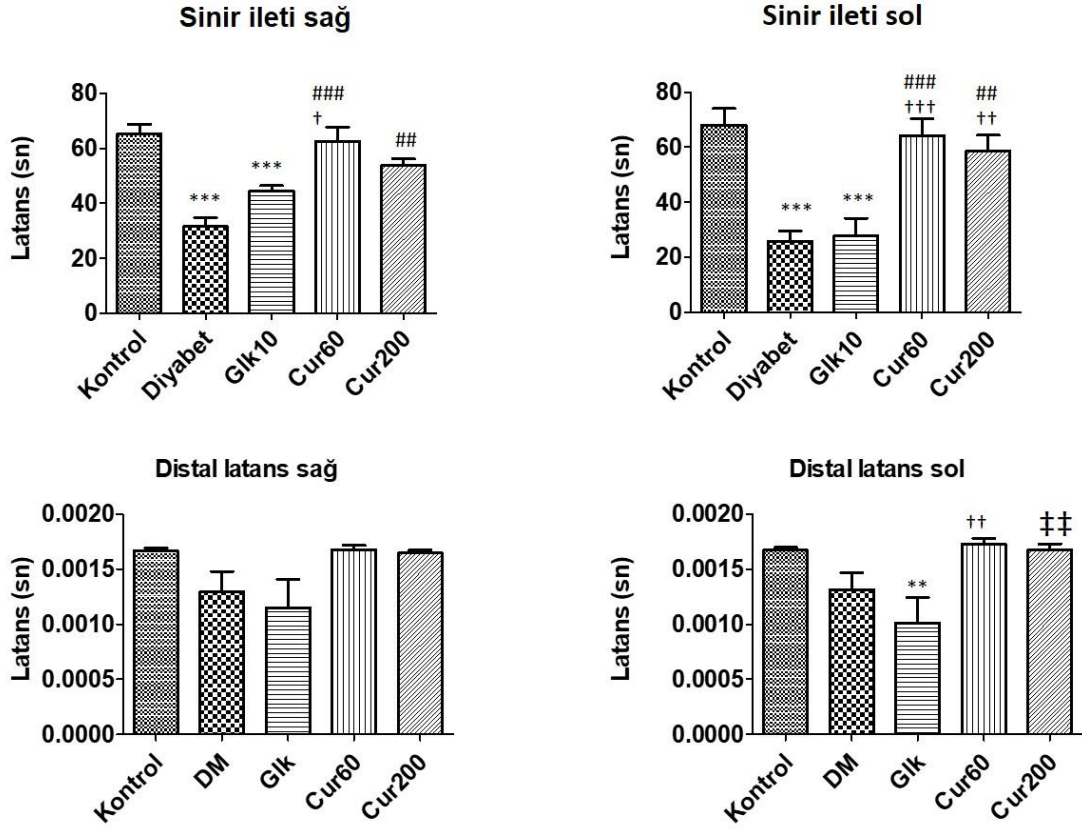 Sinir ileti sağ
Latans (sn)
80
60
40
20
0
***
***
###
†
##
Kontrol
Diyabet
Glk10
Cur60
Cur200
Sinir ileti sol
Latans (sn)
80
60
40
20
0
***
***
###
†††
##
††
Kontrol
Diyabet
Glk10
Cur60
Cur200
Distal latans sağ
Latans (sn)
0.0020
0.0015
0.0010
0.0005
0.0000
Kontrol
DM
Glk
Cur60
Cur200
Distal latans sol
Latans (sn)
0.0020
0.0015
0.0010
0.0005
0.0000
**
††
‡‡
Kontrol
DM
Glk
Cur60
Cur200